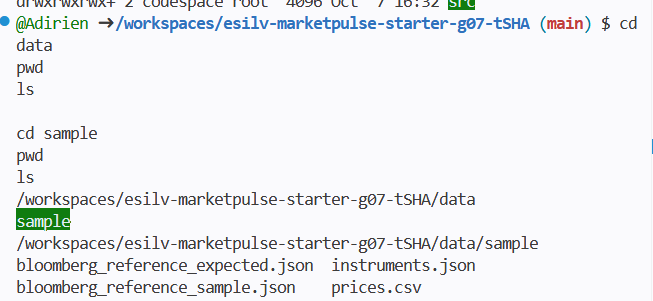 drwxrwxrwx+ 2 codespace root  4096 Oct  7 16:32 src
@Adirien ➜/workspaces/esilv-marketpulse-starter-g07-tSHA (main) $ cd
data
pwd
ls
cd sample
pwd
ls
/workspaces/esilv-marketpulse-starter-g07-tSHA/data
sample
/workspaces/esilv-marketpulse-starter-g07-tSHA/data/sample
bloomberg_reference_expected.json  instruments.json
bloomberg_reference_sample.json    prices.csv